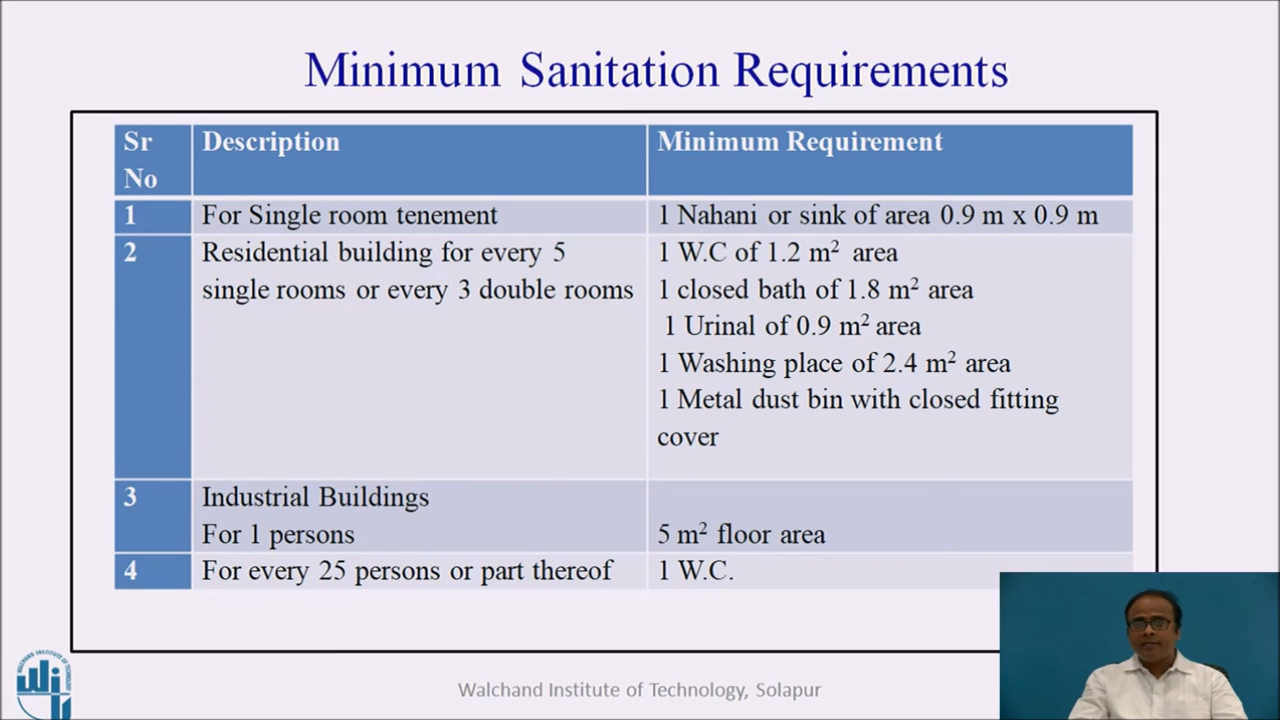 Minimum Sanitation Requirements
Sr No
Description
Minimum Requirement
1
For Single room tenement
1 Nahani or sink of area 0.9 m x 0.9 m
2
Residential building for every 5
single rooms or every 3 double rooms
1 W.C of 1.2 m² area
1 closed bath of 1.8 m² area
1 Urinal of 0.9 m² area
1 Washing place of 2.4 m² area
1 Metal dust bin with closed fitting
cover
3
Industrial Buildings
For 1 persons
5 m² floor area
4
For every 25 persons or part thereof
1 W.C.
Walchand Institute of Technology, Solapur